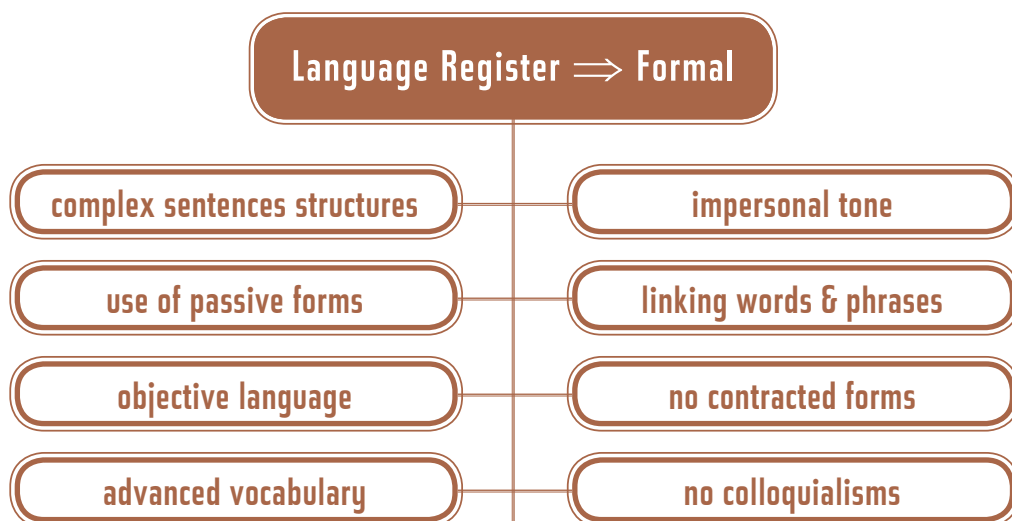 Language Register ⟹ Formal
complex sentences structures
impersonal tone
use of passive forms
linking words & phrases
objective language
no contracted forms
advanced vocabulary
no colloquialisms